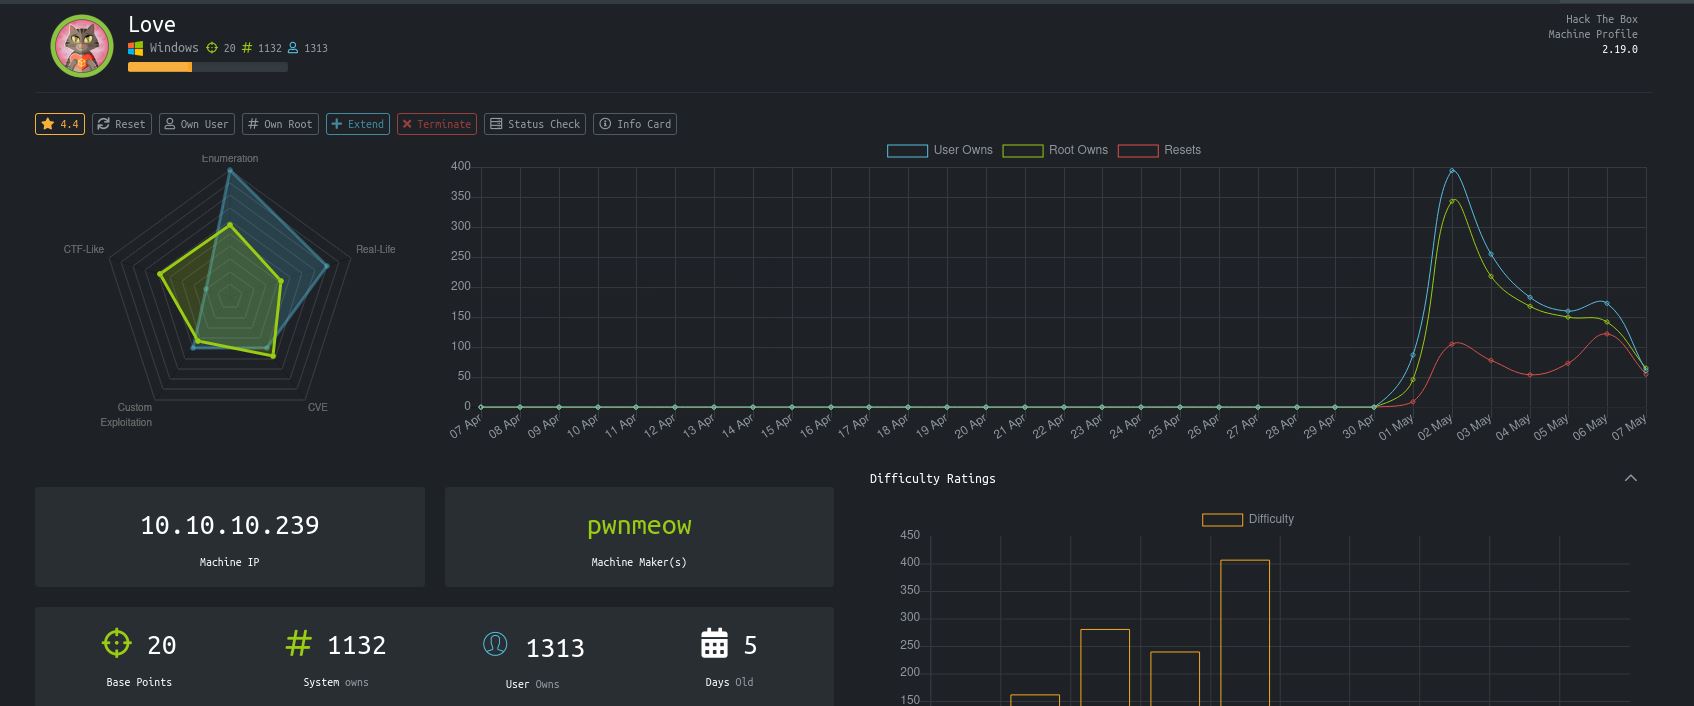 Love
Windows 20 # 1132 1313
Hack The Box
Machine Profile
2.19.0
4.4 Reset Own User # Own Root + Extend × Terminate Status Check Info Card
Enumeration
CTF-Like
Real-Life
Custom
Exploitation
CVE
User Owns Root Owns Resets
400
350
300
250
200
150
100
50
0
07 Apr 08 Apr 09 Apr 10 Apr 11 Apr 12 Apr 13 Apr 14 Apr 15 Apr 16 Apr 17 Apr 18 Apr 19 Apr 20 Apr 21 Apr 22 Apr 23 Apr 24 Apr 25 Apr 26 Apr 27 Apr 28 Apr 29 Apr 30 Apr 01 May 02 May 03 May 04 May 05 May 06 May 07 May
10.10.10.239
Machine IP
pwnmeow
Machine Maker(s)
20
Base Points
# 1132
System owns
1313
User Owns
5
Days Old
Difficulty Ratings
Difficulty
450
400
350
300
250
200
150